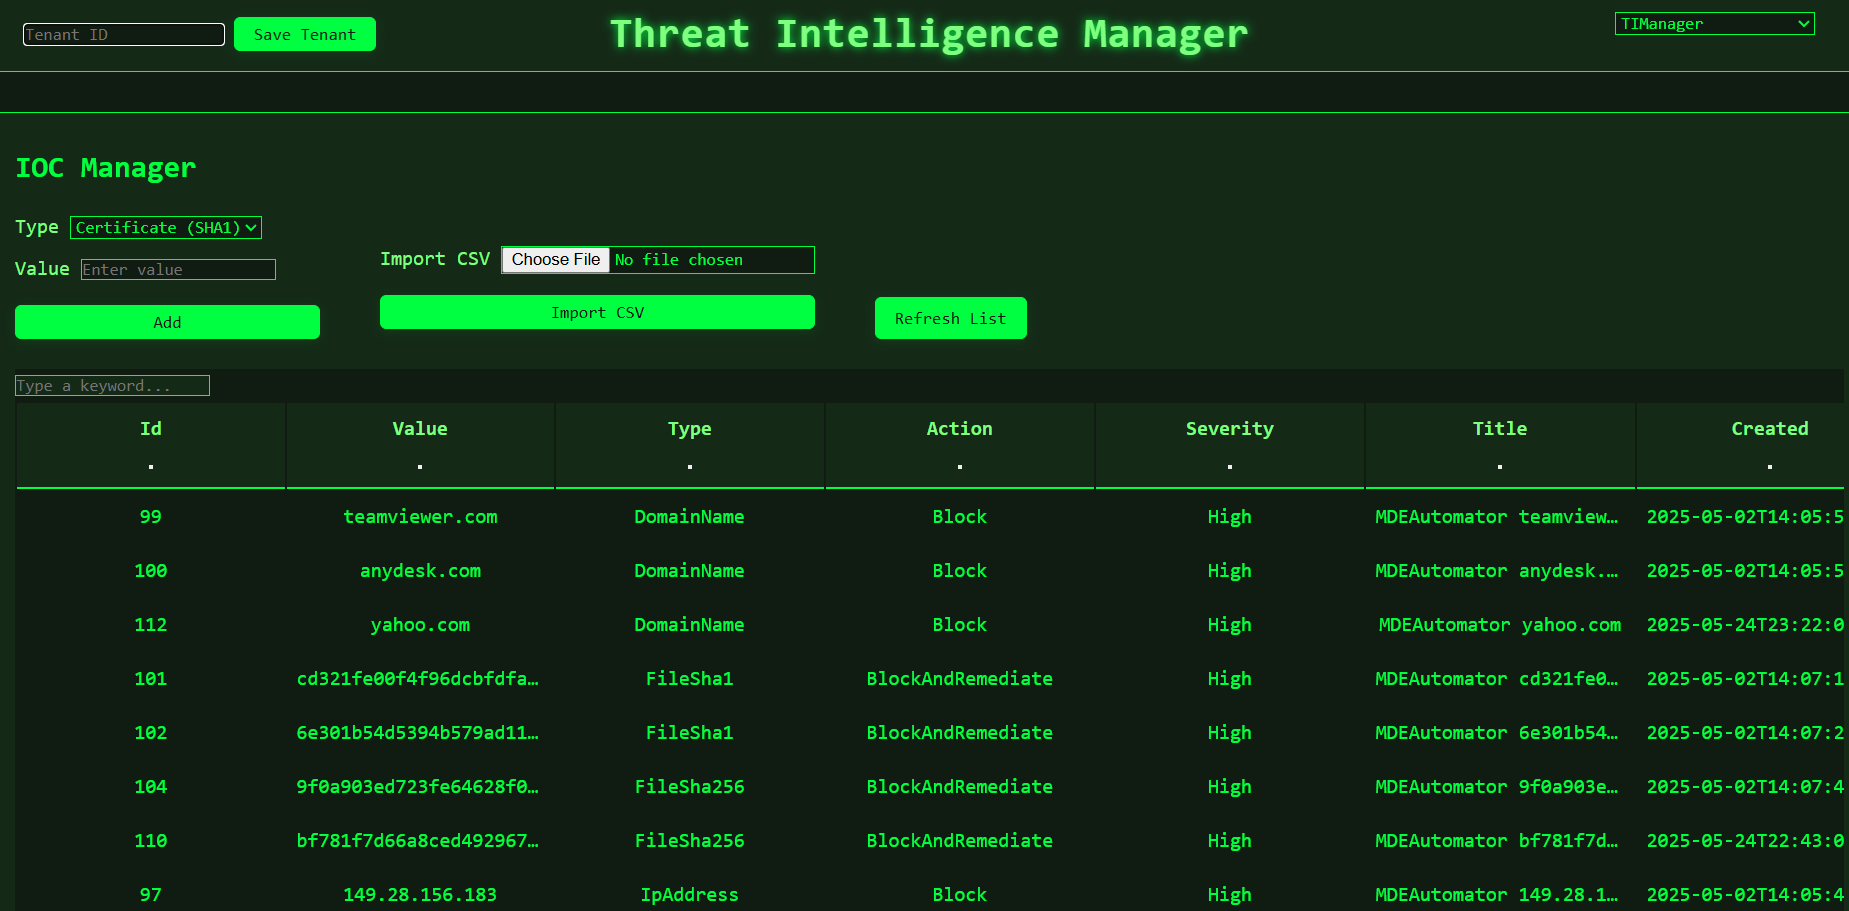 Tenant ID Save Tenant Threat Intelligence Manager TIManager
IOC Manager
Type Certificate (SHA1)
Value Enter value
Import CSV Choose File No file chosen
Add Import CSV Refresh List
Type a keyword...
Id Value Type Action Severity Title Created
99 teamviewer.com DomainName Block High MDEAutomator teamview… 2025-05-02T14:05:5
100 anydesk.com DomainName Block High MDEAutomator anydesk.… 2025-05-02T14:05:5
112 yahoo.com DomainName Block High MDEAutomator yahoo.com 2025-05-24T23:22:0
101 cd321fe00f4f96dcbfdfa… FileSha1 BlockAndRemediate High MDEAutomator cd321fe0… 2025-05-02T14:07:1
102 6e301b54d5394b579ad11… FileSha1 BlockAndRemediate High MDEAutomator 6e301b54… 2025-05-02T14:07:2
104 9f0a903ed723fe64628f0… FileSha256 BlockAndRemediate High MDEAutomator 9f0a903e… 2025-05-02T14:07:4
110 bf781f7d66a8ced492967… FileSha256 BlockAndRemediate High MDEAutomator bf781f7d… 2025-05-24T22:43:0
97 149.28.156.183 IpAddress Block High MDEAutomator 149.28.1… 2025-05-02T14:05:4